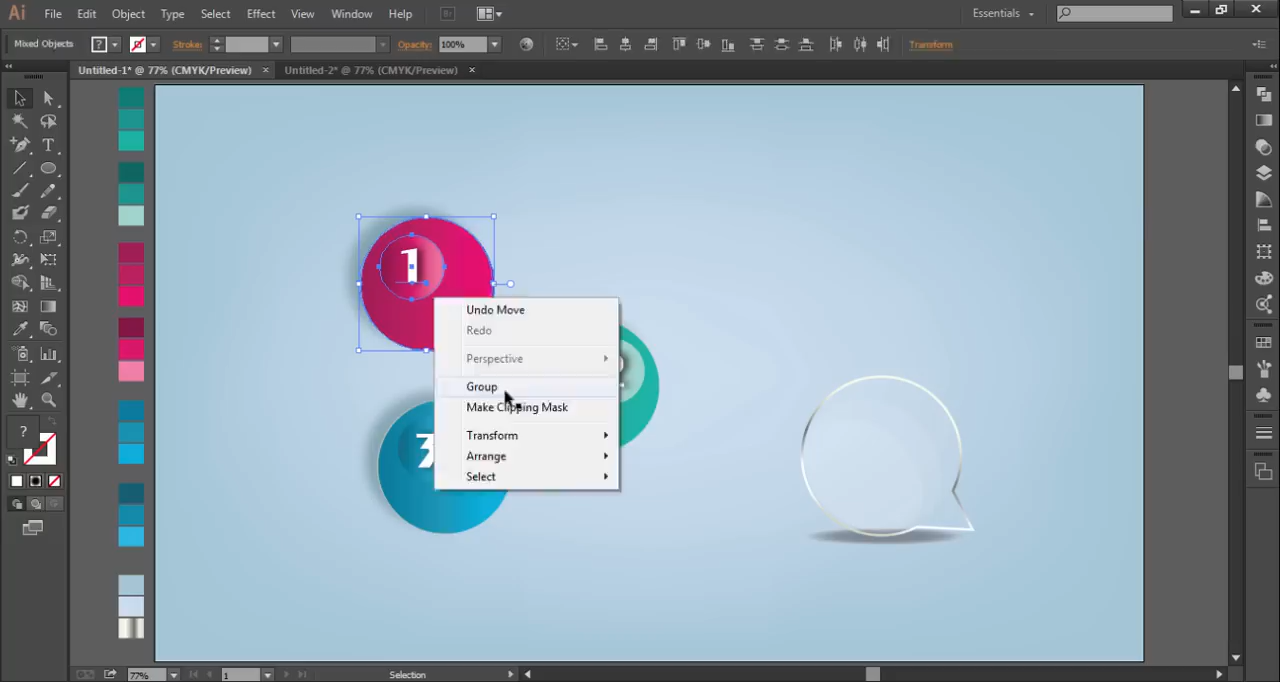 Ai File Edit Object Type Select Effect View Window Help Br Essentials
Mixed Objects ? Stroke: Opacity: 100% Transform
Untitled-1* @ 77% (CMYK/Preview) × Untitled-2* @ 77% (CMYK/Preview) ×
1
Undo Move
Redo
Perspective
Group
Make Clipping Mask
Transform
Arrange
Select
3
T
?
77% 1 Selection